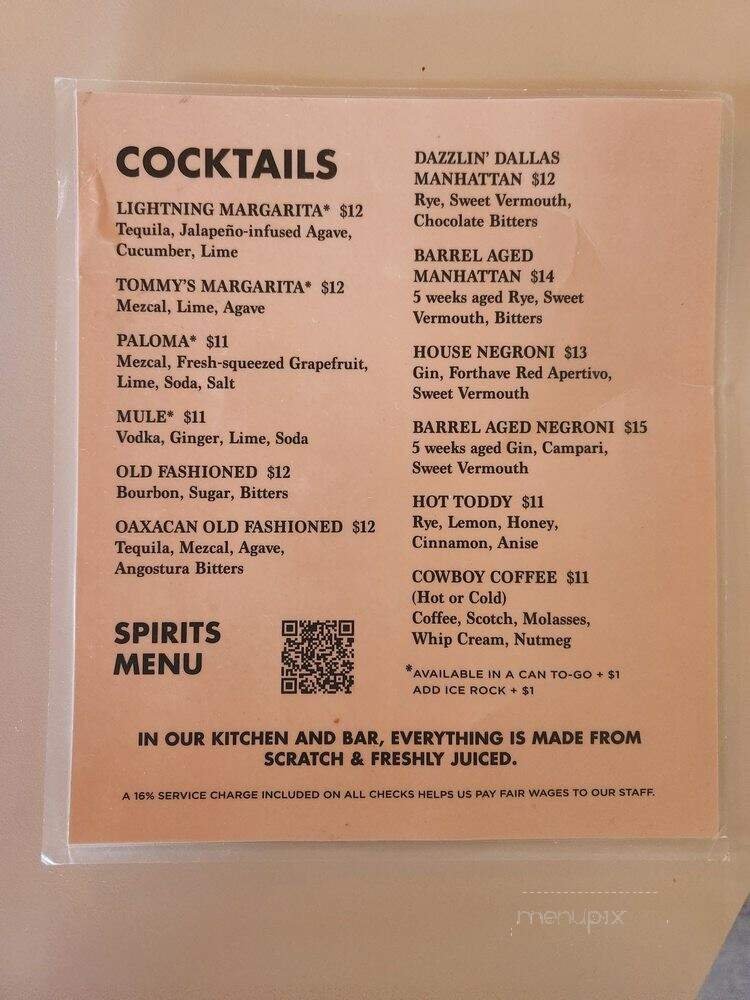 COCKTAILS
LIGHTNING MARGARITA* $12
Tequila, Jalapeño-infused Agave,
Cucumber, Lime
TOMMY'S MARGARITA* $12
Mezcal, Lime, Agave
PALOMA* $11
Mezcal, Fresh-squeezed Grapefruit,
Lime, Soda, Salt
MULE* $11
Vodka, Ginger, Lime, Soda
OLD FASHIONED $12
Bourbon, Sugar, Bitters
OAXACAN OLD FASHIONED $12
Tequila, Mezcal, Agave,
Angostura Bitters
SPIRITS
MENU
DAZZLIN' DALLAS
MANHATTAN $12
Rye, Sweet Vermouth,
Chocolate Bitters
BARREL AGED
MANHATTAN $14
5 weeks aged Rye, Sweet
Vermouth, Bitters
HOUSE NEGRONI $13
Gin, Forthave Red Apertivo,
Sweet Vermouth
BARREL AGED NEGRONI $15
5 weeks aged Gin, Campari,
Sweet Vermouth
HOT TODDY $11
Rye, Lemon, Honey,
Cinnamon, Anise
COWBOY COFFEE $11
(Hot or Cold)
Coffee, Scotch, Molasses,
Whip Cream, Nutmeg
*AVAILABLE IN A CAN TO-GO + $1
ADD ICE ROCK + $1
IN OUR KITCHEN AND BAR, EVERYTHING IS MADE FROM
SCRATCH & FRESHLY JUICED.
A 16% SERVICE CHARGE INCLUDED ON ALL CHECKS HELPS US PAY FAIR WAGES TO OUR STAFF.
menupix